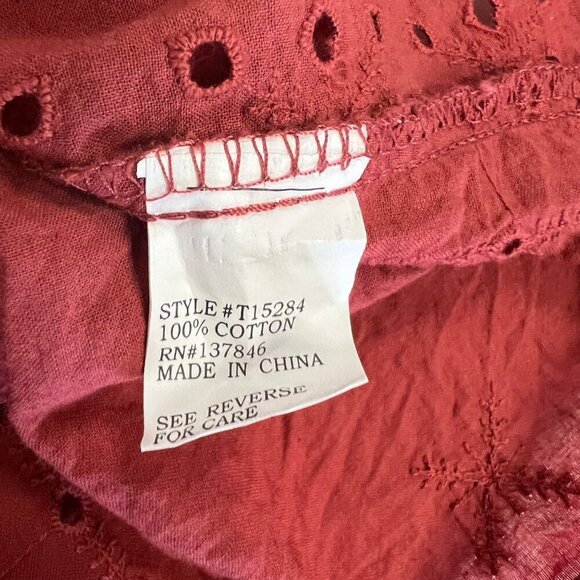 STYLE#T15284
100% COTTON
RN#137846
MADE IN CHINA
SEE REVERSE
FOR CARE